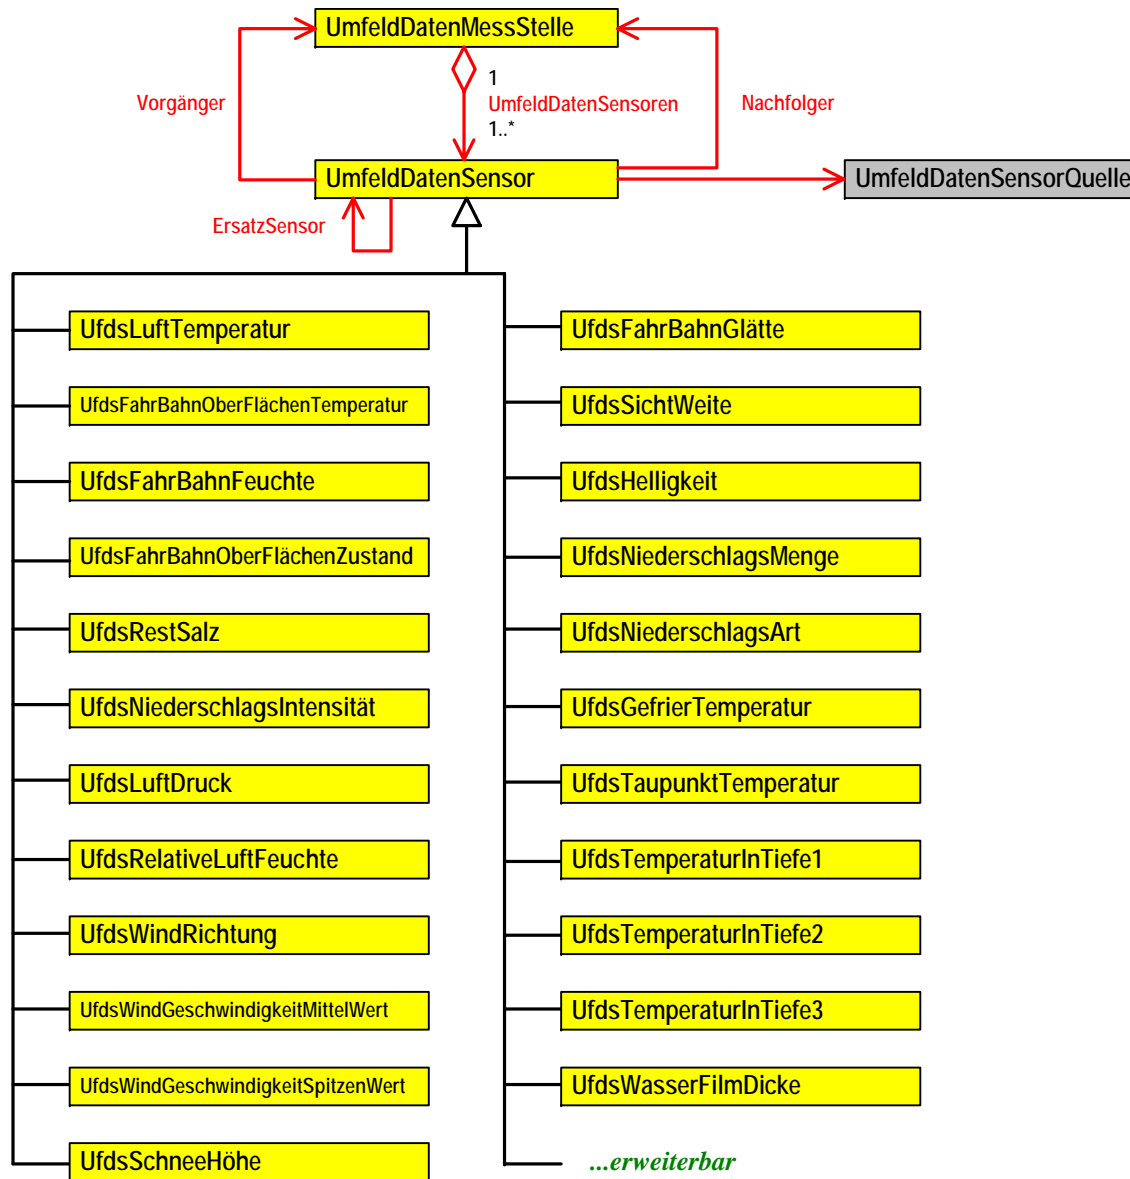 UmfeldDatenMessStelle
1
Vorgänger
UmfeldDatenSensoren
Nachfolger
1..*
UmfeldDatenSensor
UmfeldDatenSensorQuelle
ErsatzSensor
UfdsLuftTemperatur
UfdsFahrBahnOberFlächenTemperatur
UfdsFahrBahnFeuchte
UfdsFahrBahnOberFlächenZustand
UfdsRestSalz
UfdsNiederschlagsIntensität
UfdsLuftDruck
UfdsRelativeLuftFeuchte
UfdsWindRichtung
UfdsWindGeschwindigkeitMittelWert
UfdsWindGeschwindigkeitSpitzenWert
UfdsSchneeHöhe
UfdsFahrBahnGlätte
UfdsSichtWeite
UfdsHelligkeit
UfdsNiederschlagsMenge
UfdsNiederschlagsArt
UfdsGefrierTemperatur
UfdsTaupunktTemperatur
UfdsTemperaturInTiefe1
UfdsTemperaturInTiefe2
UfdsTemperaturInTiefe3
UfdsWasserFilmDicke
...erweiterbar